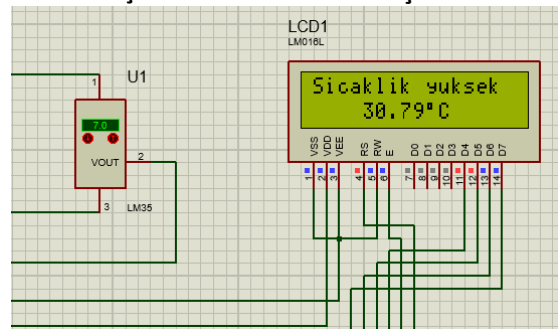 LCD1
LM016L
U1
Sicaklik yuksek
30.79°C
1
7.0
VOUT
2
3
LM35
VSS
VDD
VEE
RS
RW
E
D0
D1
D2
D3
D4
D5
D6
D7
1
2
3
4
5
6
7
8
9
10
11
12
13
14